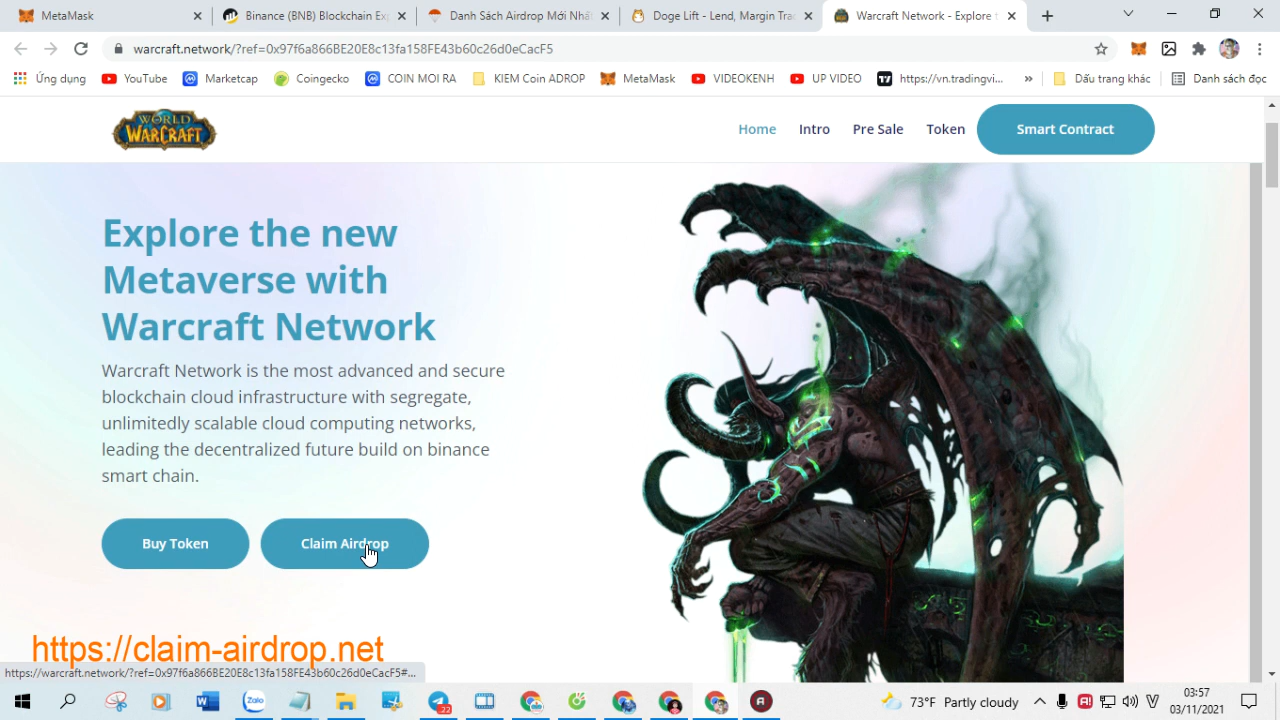 MetaMask
Binance (BNB) Blockchain Exp
Danh Sách Airdrop Mới Nhất
Doge Lift - Lend, Margin Trad
Warcraft Network - Explore t
warcraft.network/?ref=0x97f6a866BE20E8c13fa158FE43b60c26d0eCacF5
Ứng dụng
YouTube
Marketcap
Coingecko
COIN MOI RA
KIEM Coin ADROP
MetaMask
VIDEOKENH
UP VIDEO
https://vn.tradingvi...
»
Dấu trang khác
Danh sách đọc
WORLD
WARCRAFT
Home
Intro
Pre Sale
Token
Smart Contract
Explore the new
Metaverse with
Warcraft Network
Warcraft Network is the most advanced and secure
blockchain cloud infrastructure with segregate,
unlimitedly scalable cloud computing networks,
leading the decentralized future build on binance
smart chain.
Buy Token
Claim Airdrop
https://claim-airdrop.net
https://warcraft.network/?ref=0x97f6a866BE20E8c13fa158FE43b60c26d0eCacF5#...
Zalo
22
73°F Partly cloudy
03:57
03/11/2021